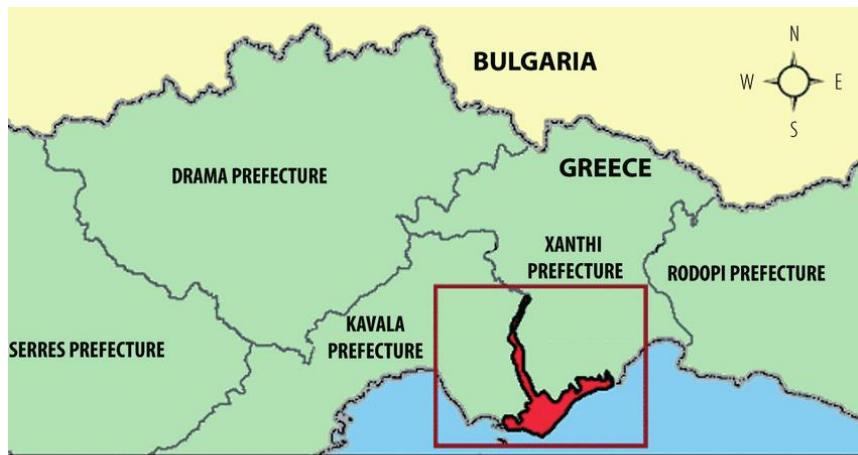 BULGARIA
N
W
E
S
GREECE
DRAMA PREFECTURE
XANTHI
PREFECTURE
RODOPI PREFECTURE
KAVALA
PREFECTURE
SERRES PREFECTURE